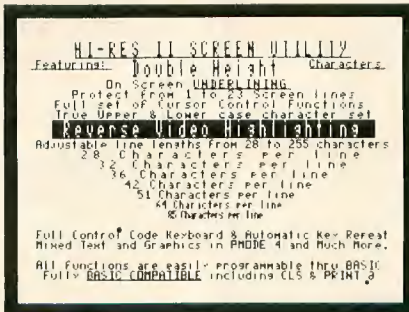 HI-RES II SCREEN UTILITY
Featuring: Double Height Characters
On Screen UNDERLINING
Protect from 1 to 23 Screen lines
Full set of Cursor Control Functions
True Upper & Lower case character set
Reverse Video Highlighting
Adjustable line lengths from 28 to 255 characters
28 Characters per line
32 Characters per line
36 Characters per line
42 Characters per line
51 Characters per line
64 Characters per line
85 Characters per line
Full Control Code Keyboard & Automatic Key Repeat
Mixed Text and Graphics in PMODE 4 and Much More.
All Functions are easily programmable thru BASIC
Fully BASIC COMPATIBLE including CLS & PRINT @